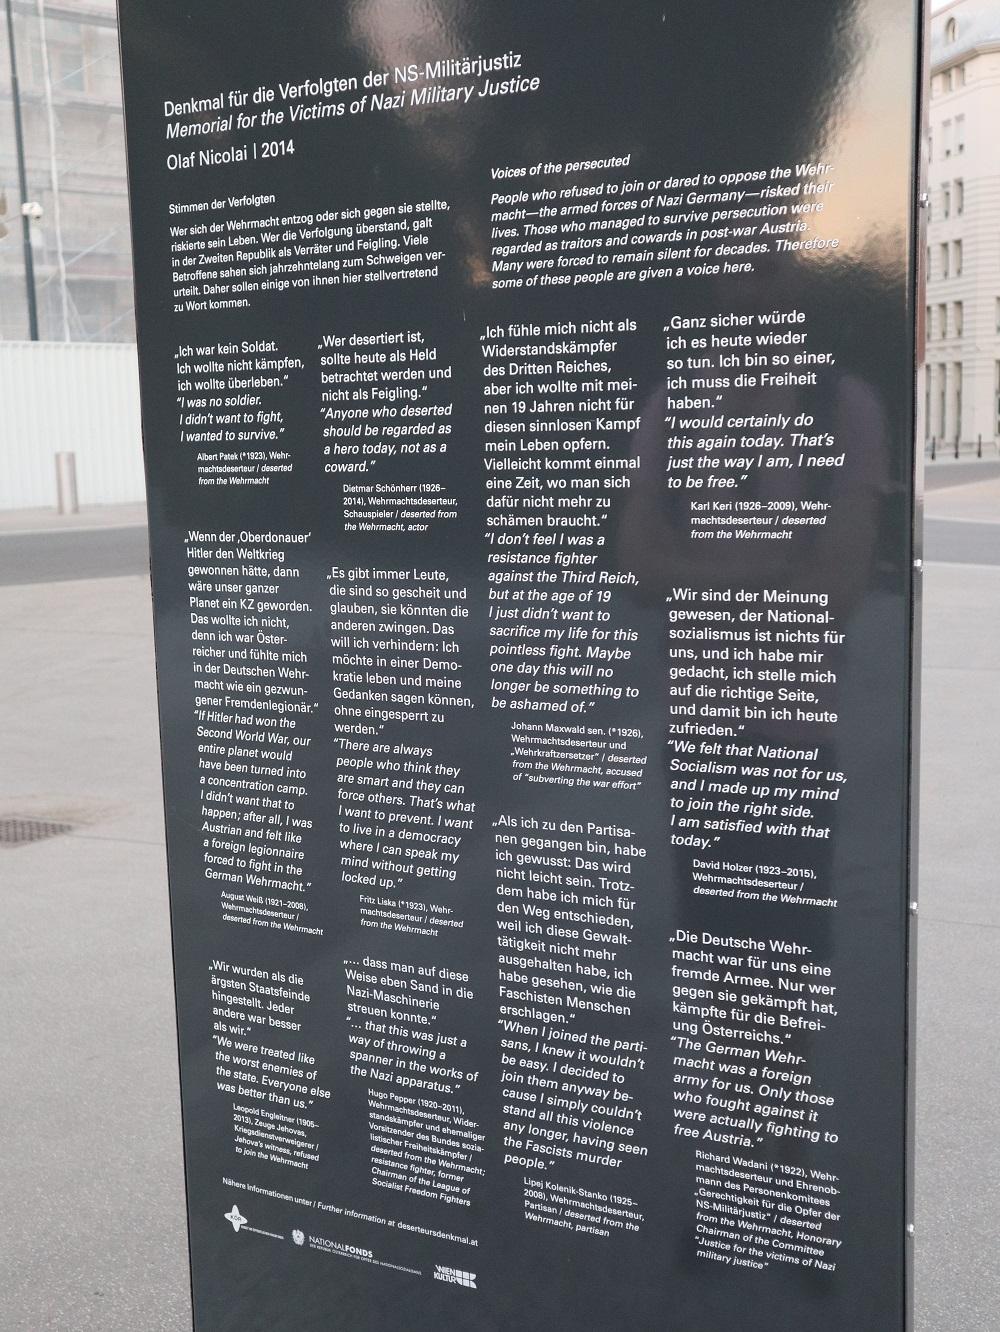 Denkmal für die Verfolgten der NS-Militärjustiz
Memorial for the Victims of Nazi Military Justice
Olaf Nicolai | 2014
Stimmen der Verfolgten
Wer sich der Wehrmacht entzog oder sich gegen sie stellte,
riskierte sein Leben. Wer die Verfolgung überstand, galt
in der Zweiten Republik als Verräter und Feigling. Viele
Betroffene sahen sich jahrzehntelang zum Schweigen ver-
urteilt. Daher sollen einige von ihnen hier stellvertretend
zu Wort kommen.
Voices of the persecuted
People who refused to join or dared to oppose the Wehr-
macht—the armed forces of Nazi Germany—risked their
lives. Those who managed to survive persecution were
regarded as traitors and cowards in post-war Austria.
Many were forced to remain silent for decades. Therefore
some of these people are given a voice here.
„Ich war kein Soldat.
Ich wollte nicht kämpfen,
ich wollte überleben.“
“I was no soldier.
I didn’t want to fight,
I wanted to survive.”
Albert Patek (*1923), Wehr-
machtsdeserteur / deserted
from the Wehrmacht
„Wenn der ‚Oberdonauer‘
Hitler den Weltkrieg
gewonnen hätte, dann
wäre unser ganzer
Planet ein KZ geworden.
Das wollte ich nicht,
denn ich war Öster-
reicher und fühlte mich
in der Deutschen Wehr-
macht wie ein gezwun-
gener Fremdenlegionär.“
“If Hitler had won the
Second World War, our
entire planet would
have been turned into
a concentration camp.
I didn’t want that to
happen; after all, I was
Austrian and felt like
a foreign legionnaire
forced to fight in the
German Wehrmacht.”
August Weiß (1921–2008),
Wehrmachtsdeserteur /
deserted from the Wehrmacht
„Wir wurden als die
ärgsten Staatsfeinde
hingestellt. Jeder
andere war besser
als wir.“
“We were treated like
the worst enemies of
the state. Everyone else
was better than us.”
Leopold Engleitner (1905–
2013), Zeuge Jehovas,
Kriegsdienstverweigerer /
Jehova’s witness, refused
to join the Wehrmacht
„Wer desertiert ist,
sollte heute als Held
betrachtet werden und
nicht als Feigling.“
“Anyone who deserted
should be regarded as
a hero today, not as a
coward.”
Dietmar Schönherr (1926–
2014), Wehrmachtsdeserteur,
Schauspieler / deserted from
the Wehrmacht, actor
„Es gibt immer Leute,
die sind so gescheit und
glauben, sie könnten die
anderen zwingen. Das
will ich verhindern: Ich
möchte in einer Demo-
kratie leben und meine
Gedanken sagen können,
ohne eingesperrt zu
werden.“
“There are always
people who think they
are smart and they can
force others. That’s what
I want to prevent. I want
to live in a democracy
where I can speak my
mind without getting
locked up.”
Fritz Liska (*1923), Wehr-
machtsdeserteur / deserted
from the Wehrmacht
„... dass man auf diese
Weise eben Sand in die
Nazi-Maschinerie
streuen konnte.“
“... that this was just a
way of throwing a
spanner in the works of
the Nazi apparatus.”
Hugo Pepper (1920–2011),
Wehrmachtsdeserteur, Wider-
standskämpfer und ehemaliger
Vorsitzender des Bundes sozia-
listischer Freiheitskämpfer /
deserted from the Wehrmacht;
resistance fighter, former
Chairman of the League of
Socialist Freedom Fighters
„Ich fühle mich nicht als
Widerstandskämpfer
des Dritten Reiches,
aber ich wollte mit mei-
nen 19 Jahren nicht für
diesen sinnlosen Kampf
mein Leben opfern.
Vielleicht kommt einmal
eine Zeit, wo man sich
dafür nicht mehr zu
schämen braucht.“
“I don’t feel I was a
resistance fighter
against the Third Reich,
but at the age of 19
I just didn’t want to
sacrifice my life for this
pointless fight. Maybe
one day this will no
longer be something to
be ashamed of.”
Johann Maxwald sen. (*1926),
Wehrmachtsdeserteur und
„Wehrkraftzersetzer“ / deserted
from the Wehrmacht, accused
of “subverting the war effort”
„Als ich zu den Partisa-
nen gegangen bin, habe
ich gewusst: Das wird
nicht leicht sein. Trotz-
dem habe ich mich für
den Weg entschieden,
weil ich diese Gewalt-
tätigkeit nicht mehr
ausgehalten habe, ich
habe gesehen, wie die
Faschisten Menschen
erschlagen.“
“When I joined the parti-
sans, I knew it wouldn’t
be easy. I decided to
join them anyway be-
cause I simply couldn’t
stand all this violence
any longer, having seen
the Fascists murder
people.”
Lipej Kolenik-Stanko (1925–
2008), Wehrmachtsdeserteur,
Partisan / deserted from the
Wehrmacht, partisan
„Ganz sicher würde
ich es heute wieder
so tun. Ich bin so einer,
ich muss die Freiheit
haben.“
“I would certainly do
this again today. That’s
just the way I am, I need
to be free.”
Karl Keri (1926–2009), Wehr-
machtsdeserteur / deserted
from the Wehrmacht
„Wir sind der Meinung
gewesen, der National-
sozialismus ist nichts für
uns, und ich habe mir
gedacht, ich stelle mich
auf die richtige Seite,
und damit bin ich heute
zufrieden.“
“We felt that National
Socialism was not for us,
and I made up my mind
to join the right side.
I am satisfied with that
today.”
David Holzer (1923–2015),
Wehrmachtsdeserteur /
deserted from the Wehrmacht
„Die Deutsche Wehr-
macht war für uns eine
fremde Armee. Nur wer
gegen sie gekämpft hat,
kämpfte für die Befrei-
ung Österreichs.“
“The German Wehr-
macht was a foreign
army for us. Only those
who fought against it
were actually fighting to
free Austria.”
Richard Wadani (*1922), Wehr-
machtsdeserteur und Ehrenob-
mann des Personenkomitees
„Gerechtigkeit für die Opfer der
NS-Militärjustiz“ / deserted
from the Wehrmacht, Honorary
Chairman of the Committee
“Justice for the victims of Nazi
military justice”
Nähere Informationen unter / Further information at deserteursdenkmal.at
KÖR
NATIONALFONDS
DER REPUBLIK ÖSTERREICH FÜR OPFER DES NATIONALSOZIALISMUS
WIEN
KULTUR